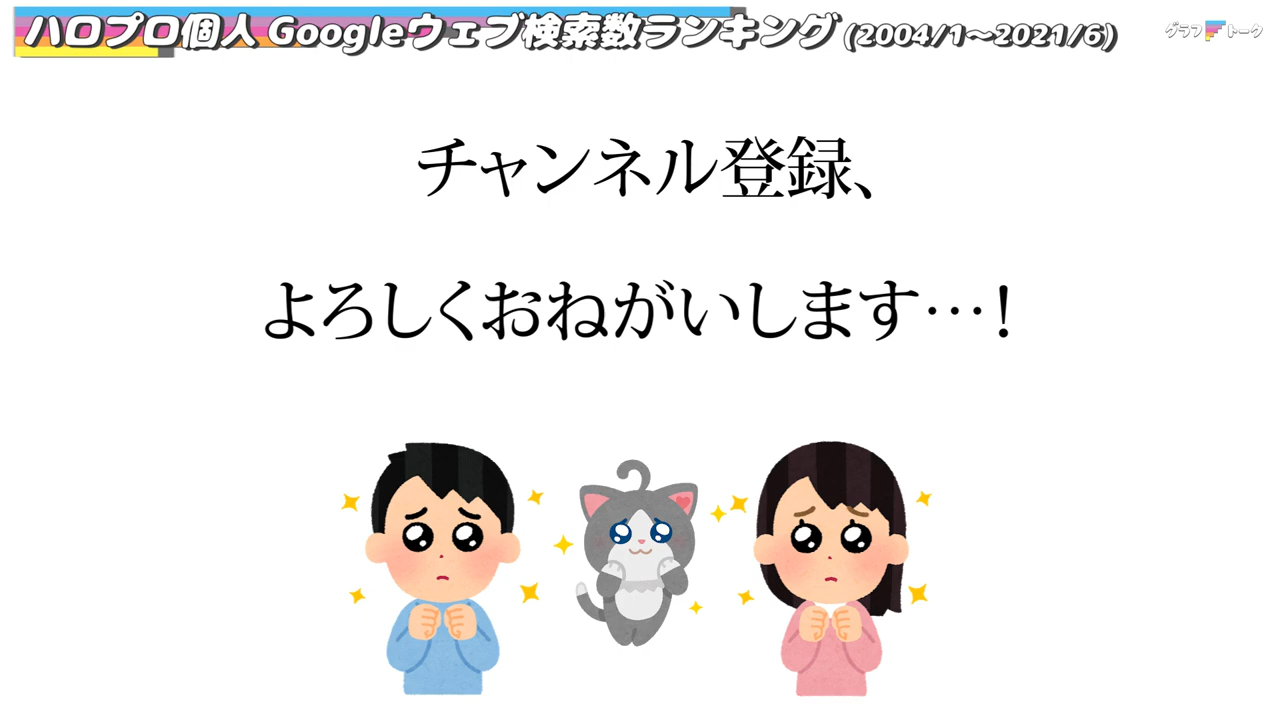 ハロプロ個人 Googleウェブ検索数ランキング (2004/1～2021/6)
グラフトーク
チャンネル登録、
よろしくおねがいします…！